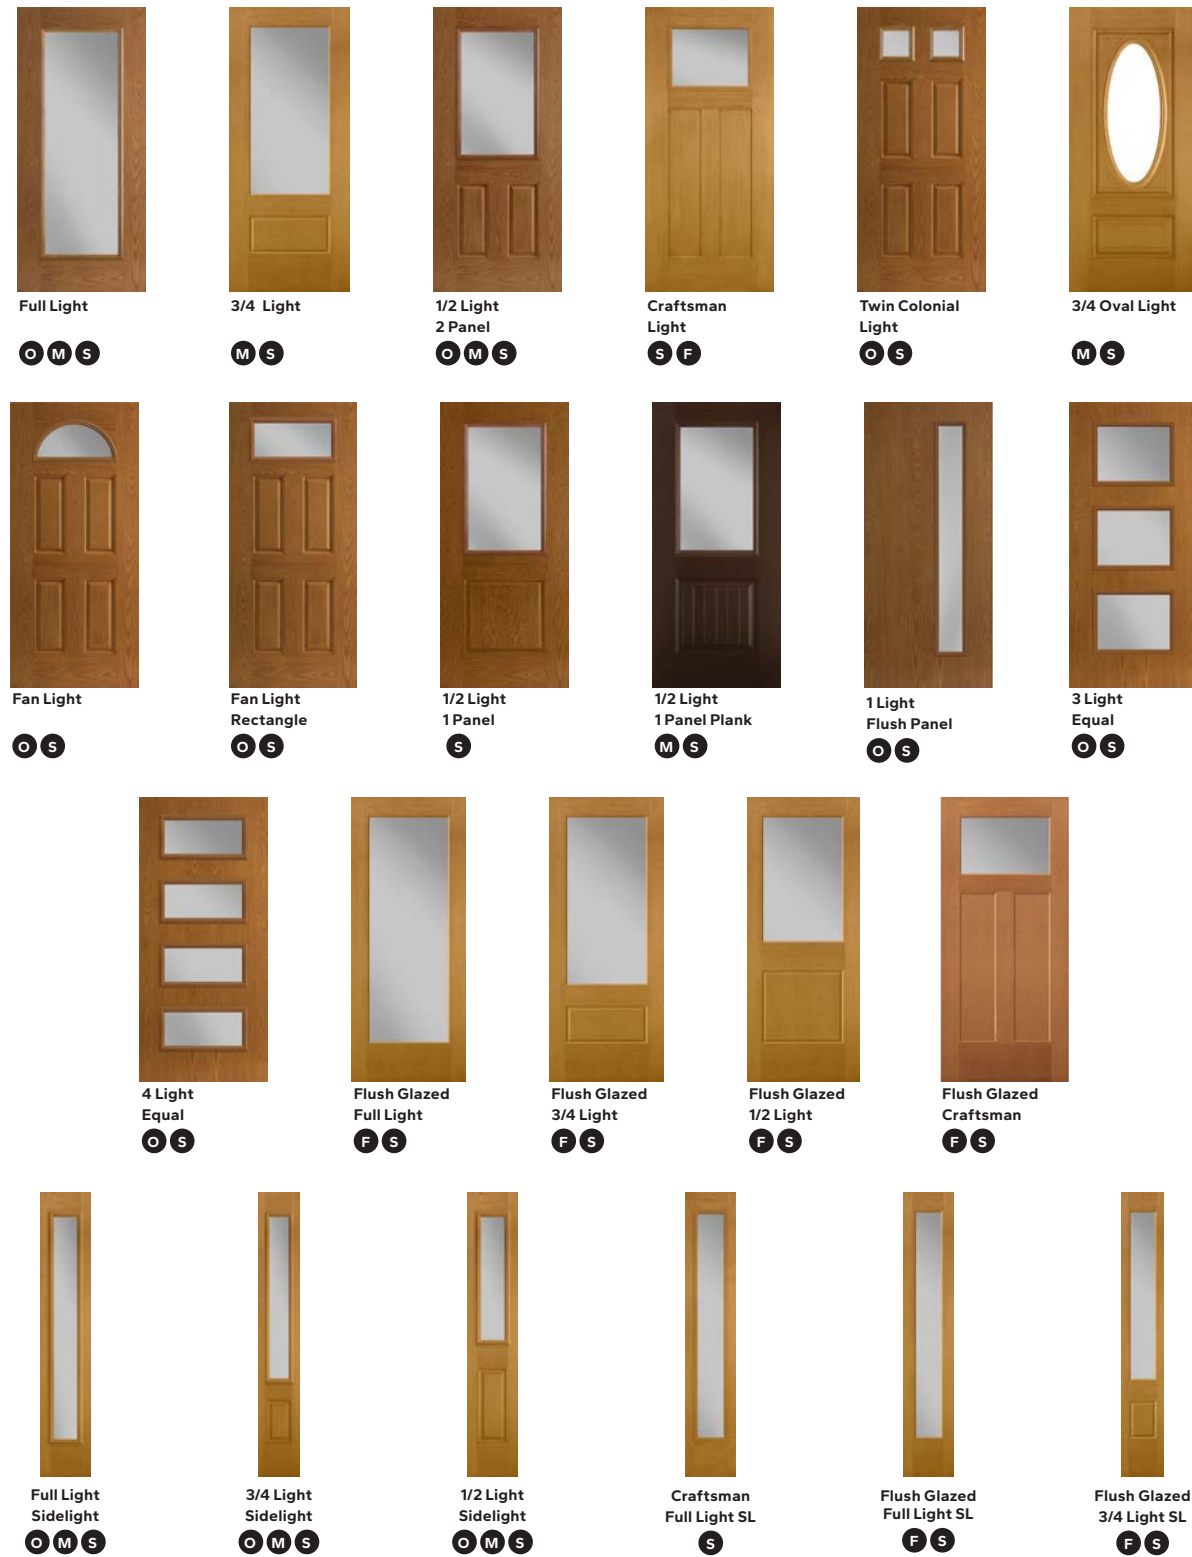 Full Light
O M S
3/4 Light
M S
1/2 Light
2 Panel
O M S
Craftsman
Light
S F
Twin Colonial
Light
O S
3/4 Oval Light
M S
Fan Light
O S
Fan Light
Rectangle
O S
1/2 Light
1 Panel
S
1/2 Light
1 Panel Plank
M S
1 Light
Flush Panel
O S
3 Light
Equal
O S
4 Light
Equal
O S
Flush Glazed
Full Light
F S
Flush Glazed
3/4 Light
F S
Flush Glazed
1/2 Light
F S
Flush Glazed
Craftsman
F S
Full Light
Sidelight
O M S
3/4 Light
Sidelight
O M S
1/2 Light
Sidelight
O M S
Craftsman
Full Light SL
S
Flush Glazed
Full Light SL
F S
Flush Glazed
3/4 Light SL
F S